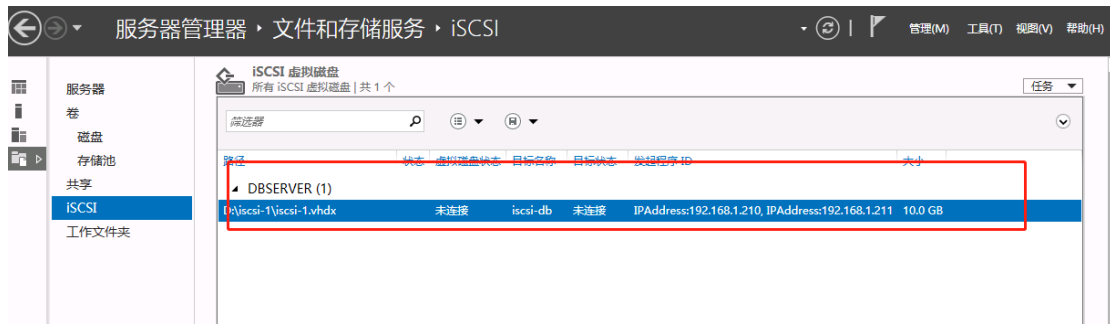 服务器管理器 ▸ 文件和存储服务 ▸ iSCSI
管理(M) 工具(T) 视图(V) 帮助(H)
服务器
卷
磁盘
存储池
共享
iSCSI
工作文件夹
iSCSI 虚拟磁盘
所有 iSCSI 虚拟磁盘 | 共 1 个
任务
筛选器
路径 状态 虚拟磁盘状态 目标名称 目标状态 发起程序 ID 大小
DBSERVER (1)
D:\iscsi-1\iscsi-1.vhdx 未连接 iscsi-db 未连接 IPAddress:192.168.1.210, IPAddress:192.168.1.211 10.0 GB